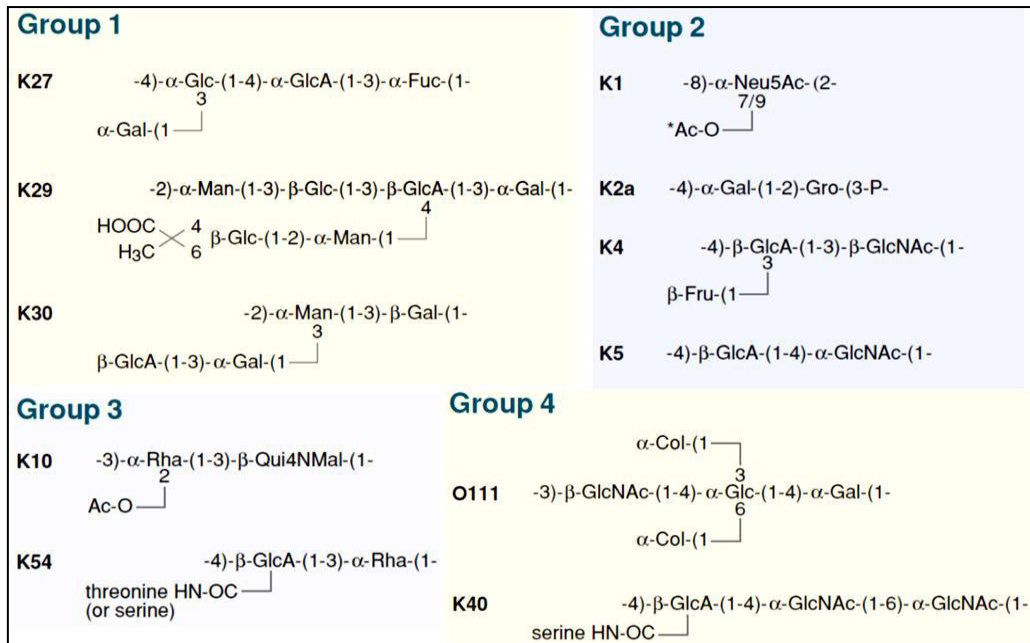 Group 1
K27 -4)-α-Glc-(1-4)-α-GlcA-(1-3)-α-Fuc-(1-
3
α-Gal-(1
K29 -2)-α-Man-(1-3)-β-Glc-(1-3)-β-GlcA-(1-3)-α-Gal-(1-
4
HOOC 4
H₃C 6 β-Glc-(1-2)-α-Man-(1
K30 -2)-α-Man-(1-3)-β-Gal-(1-
3
β-GlcA-(1-3)-α-Gal-(1
Group 2
K1 -8)-α-Neu5Ac-(2-
7/9
*Ac-O
K2a -4)-α-Gal-(1-2)-Gro-(3-P-
K4 -4)-β-GlcA-(1-3)-β-GlcNAc-(1-
3
β-Fru-(1
K5 -4)-β-GlcA-(1-4)-α-GlcNAc-(1-
Group 3
K10 -3)-α-Rha-(1-3)-β-Qui4NMal-(1-
2
Ac-O
K54 -4)-β-GlcA-(1-3)-α-Rha-(1-
threonine HN-OC
(or serine)
Group 4
α-Col-(1
3
O111 -3)-β-GlcNAc-(1-4)-α-Glc-(1-4)-α-Gal-(1-
6
α-Col-(1
K40 -4)-β-GlcA-(1-4)-α-GlcNAc-(1-6)-α-GlcNAc-(1-
serine HN-OC